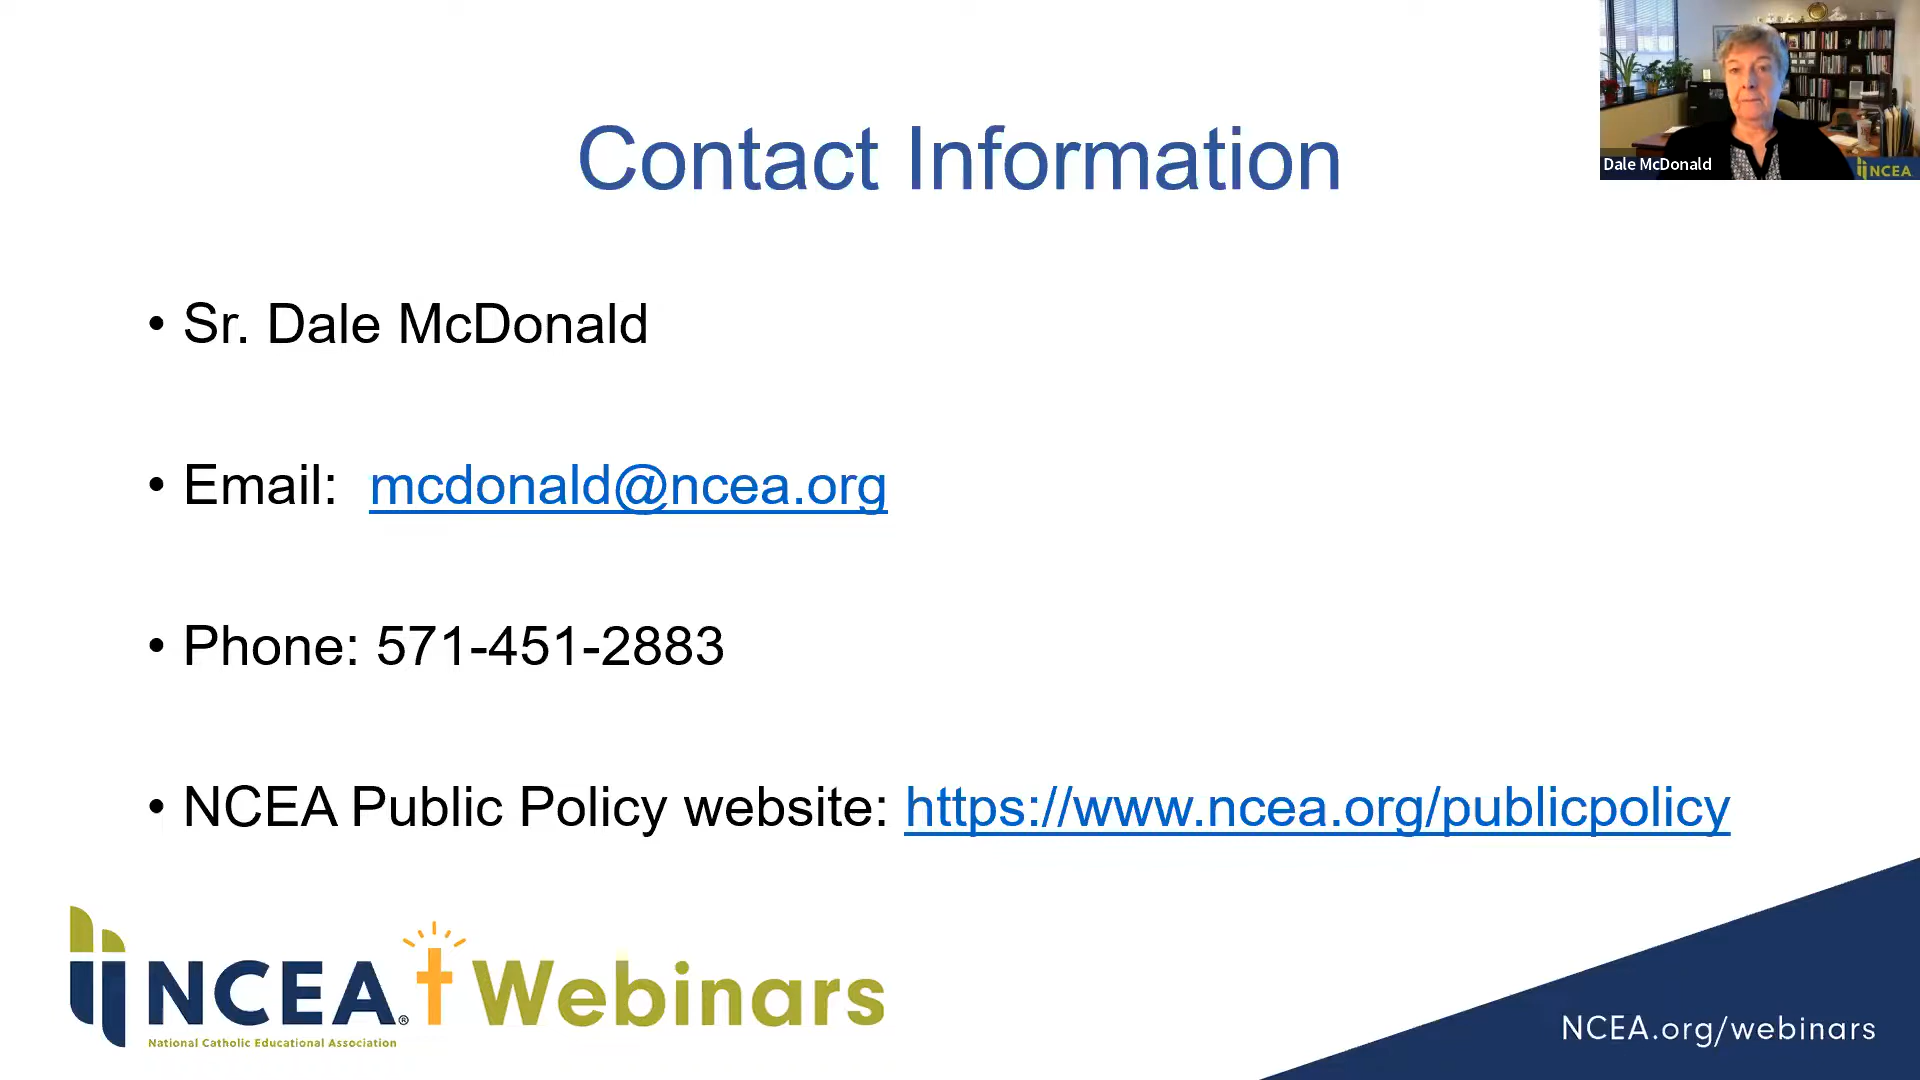 Contact Information
Dale McDonald
NCEA
• Sr. Dale McDonald
• Email: mcdonald@ncea.org
• Phone: 571-451-2883
• NCEA Public Policy website: https://www.ncea.org/publicpolicy
NCEA® Webinars
National Catholic Educational Association
NCEA.org/webinars